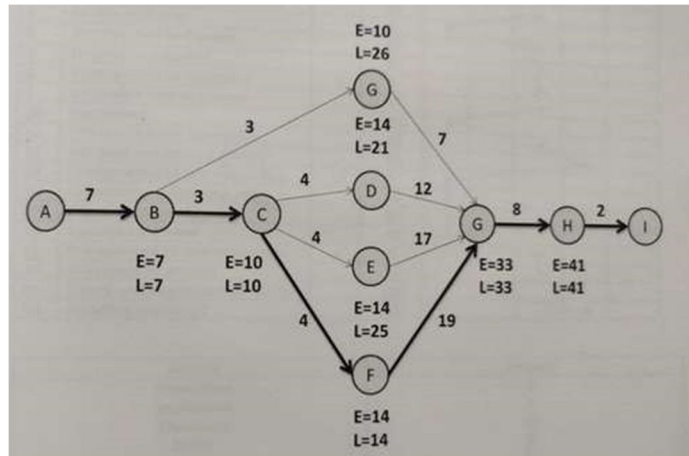 E=10
L=26
G
E=14
L=21
3
7
7
3
4
12
8
2
A
B
C
D
G
H
I
4
17
E
E=7
L=7
E=10
L=10
E=33
L=33
E=41
L=41
E=14
L=25
4
19
F
E=14
L=14